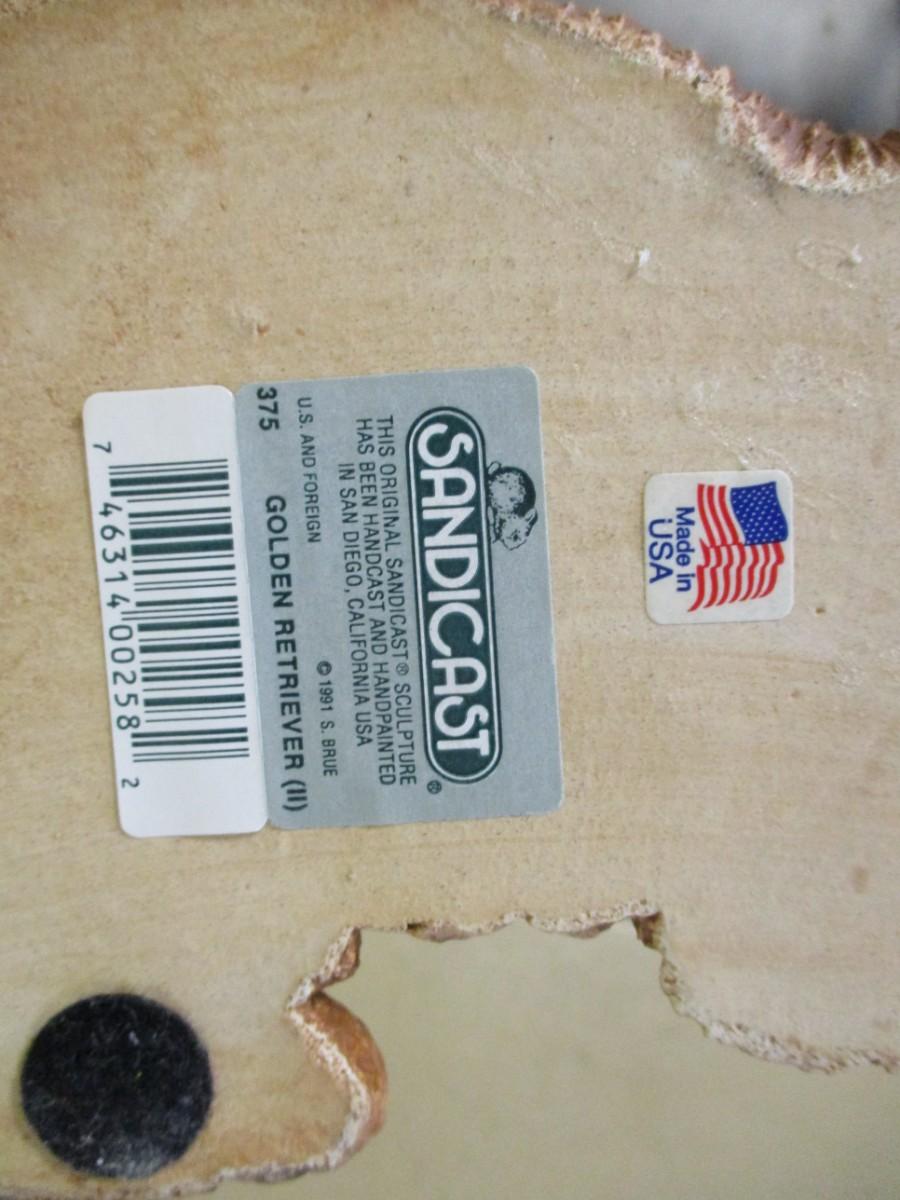 SANDICAST®
THIS ORIGINAL SANDICAST® SCULPTURE
HAS BEEN HANDCAST AND HANDPAINTED
IN SAN DIEGO, CALIFORNIA USA
U.S. AND FOREIGN © 1991 S. BRUE
375 GOLDEN RETRIEVER (II)
7 46314 00258 2
Made in
USA